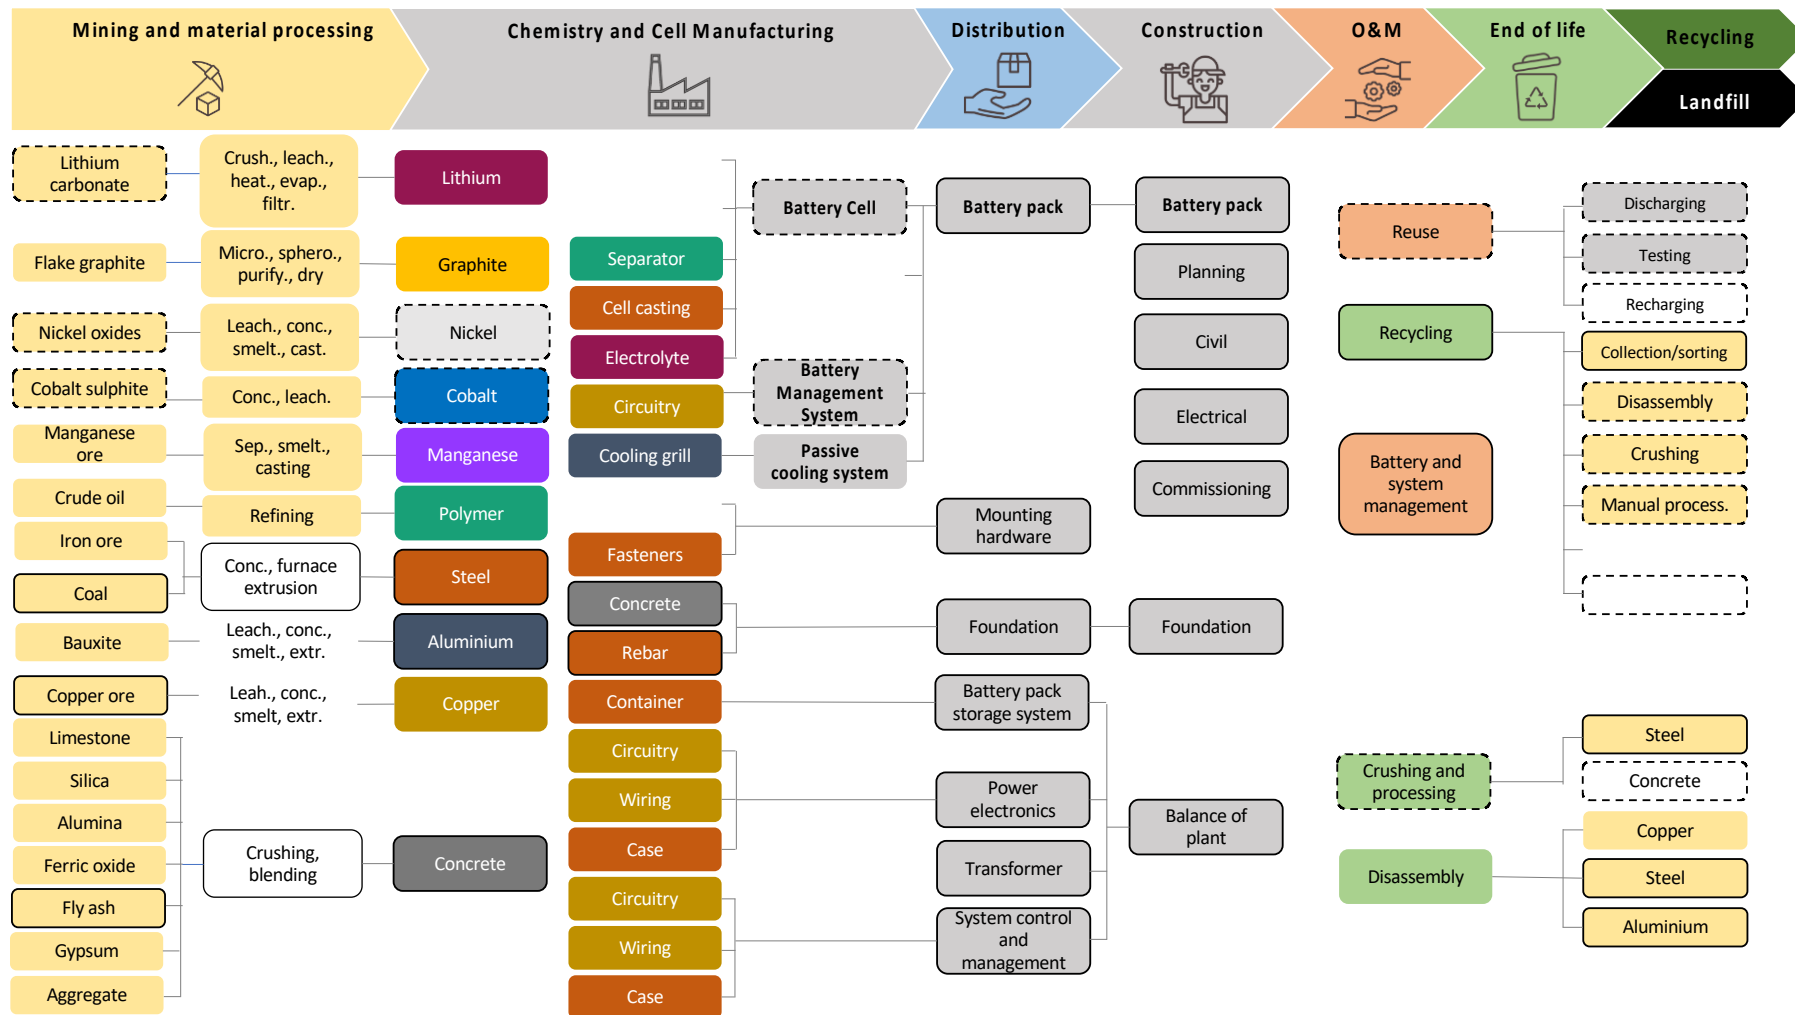 Mining and material processing
Chemistry and Cell Manufacturing
Distribution
Construction
O&M
End of life
Recycling
Landfill
Lithium
carbonate
Crush., leach.,
heat., evap.,
filtr.
Lithium
Flake graphite
Micro., sphero.,
purify., dry
Graphite
Nickel oxides
Leach., conc.,
smelt., cast.
Nickel
Cobalt sulphite
Conc., leach.
Cobalt
Manganese
ore
Sep., smelt.,
casting
Manganese
Crude oil
Refining
Polymer
Iron ore
Coal
Conc., furnace
extrusion
Steel
Bauxite
Leach., conc.,
smelt., extr.
Aluminium
Copper ore
Leah., conc.,
smelt, extr.
Copper
Limestone
Silica
Alumina
Ferric oxide
Fly ash
Gypsum
Aggregate
Crushing,
blending
Concrete
Separator
Cell casting
Electrolyte
Circuitry
Cooling grill
Fasteners
Concrete
Rebar
Container
Circuitry
Wiring
Case
Circuitry
Wiring
Case
Battery Cell
Battery
Management
System
Passive
cooling system
Battery pack
Mounting
hardware
Foundation
Battery pack
storage system
Power
electronics
Transformer
System control
and
management
Battery pack
Planning
Civil
Electrical
Commissioning
Foundation
Balance of
plant
Reuse
Recycling
Battery and
system
management
Crushing and
processing
Disassembly
Discharging
Testing
Recharging
Collection/sorting
Disassembly
Crushing
Manual process.
Steel
Concrete
Copper
Steel
Aluminium